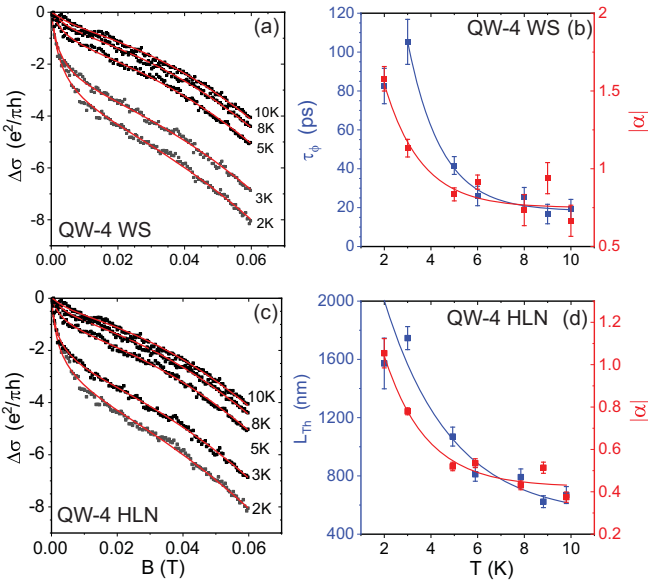 (a)
0
-2
-4
-6
-8
Δσ (e²/πh)
10K
8K
5K
3K
2K
QW-4 WS
0.00 0.02 0.04 0.06
QW-4 WS (b)
120
100
80
60
40
20
0
τϕ (ps)
2
1.5
1
0.5
|α|
2 4 6 8 10
(c)
0
-2
-4
-6
-8
Δσ (e²/πh)
10K
8K
5K
3K
2K
QW-4 HLN
0.00 0.02 0.04 0.06
B (T)
QW-4 HLN (d)
2000
1600
1200
800
400
L_Th (nm)
1.2
1.0
0.8
0.6
0.4
0.2
|α|
2 4 6 8 10
T (K)